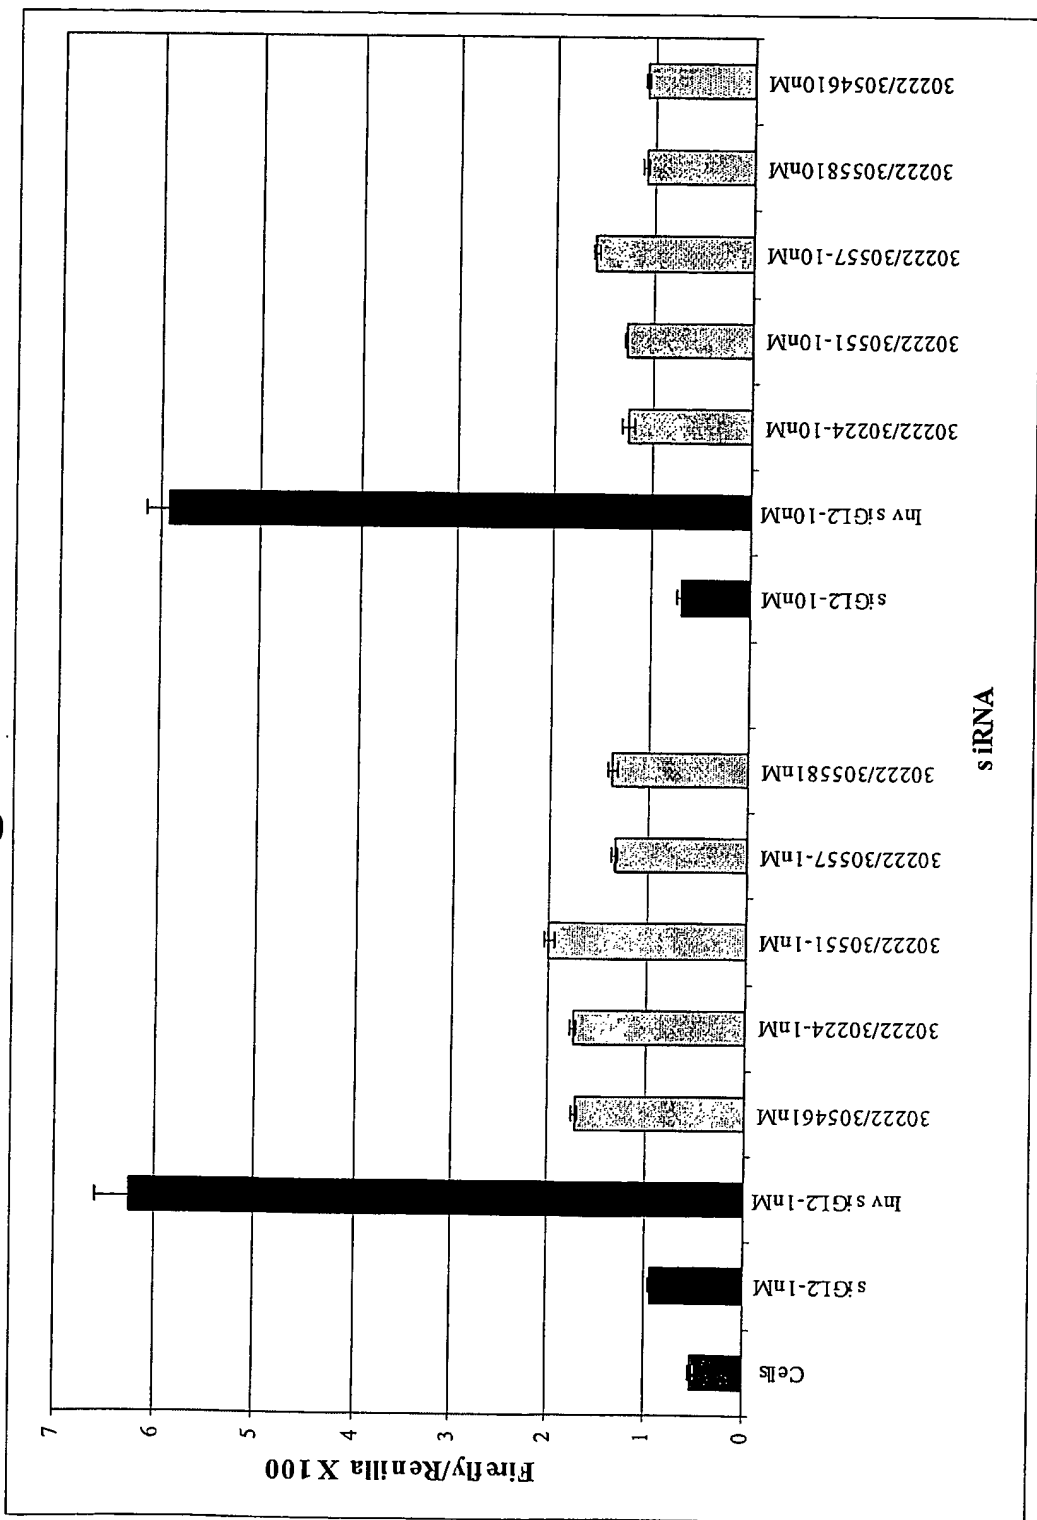 Firefly/Renilla X 100
7
6
5
4
3
2
1
0
Cells
siGL2-1nM
Inv siGL2-1nM
30222/305461nM
30222/30224-1nM
30222/30551-1nM
30222/30557-1nM
30222/305581nM
siGL2-10nM
Inv siGL2-10nM
30222/30224-10nM
30222/30551-10nM
30222/30557-10nM
30222/3055810nM
30222/3054610nM
siRNA